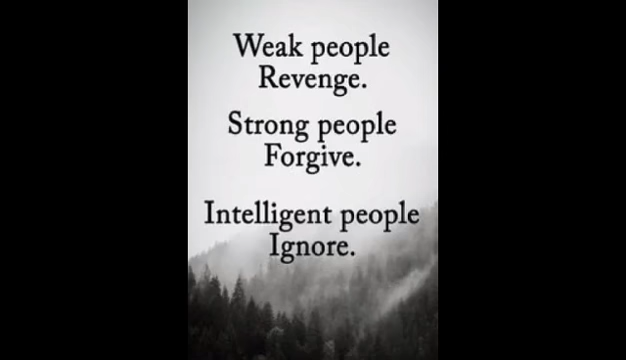 Weak people
Revenge.
Strong people
Forgive.
Intelligent people
Ignore.